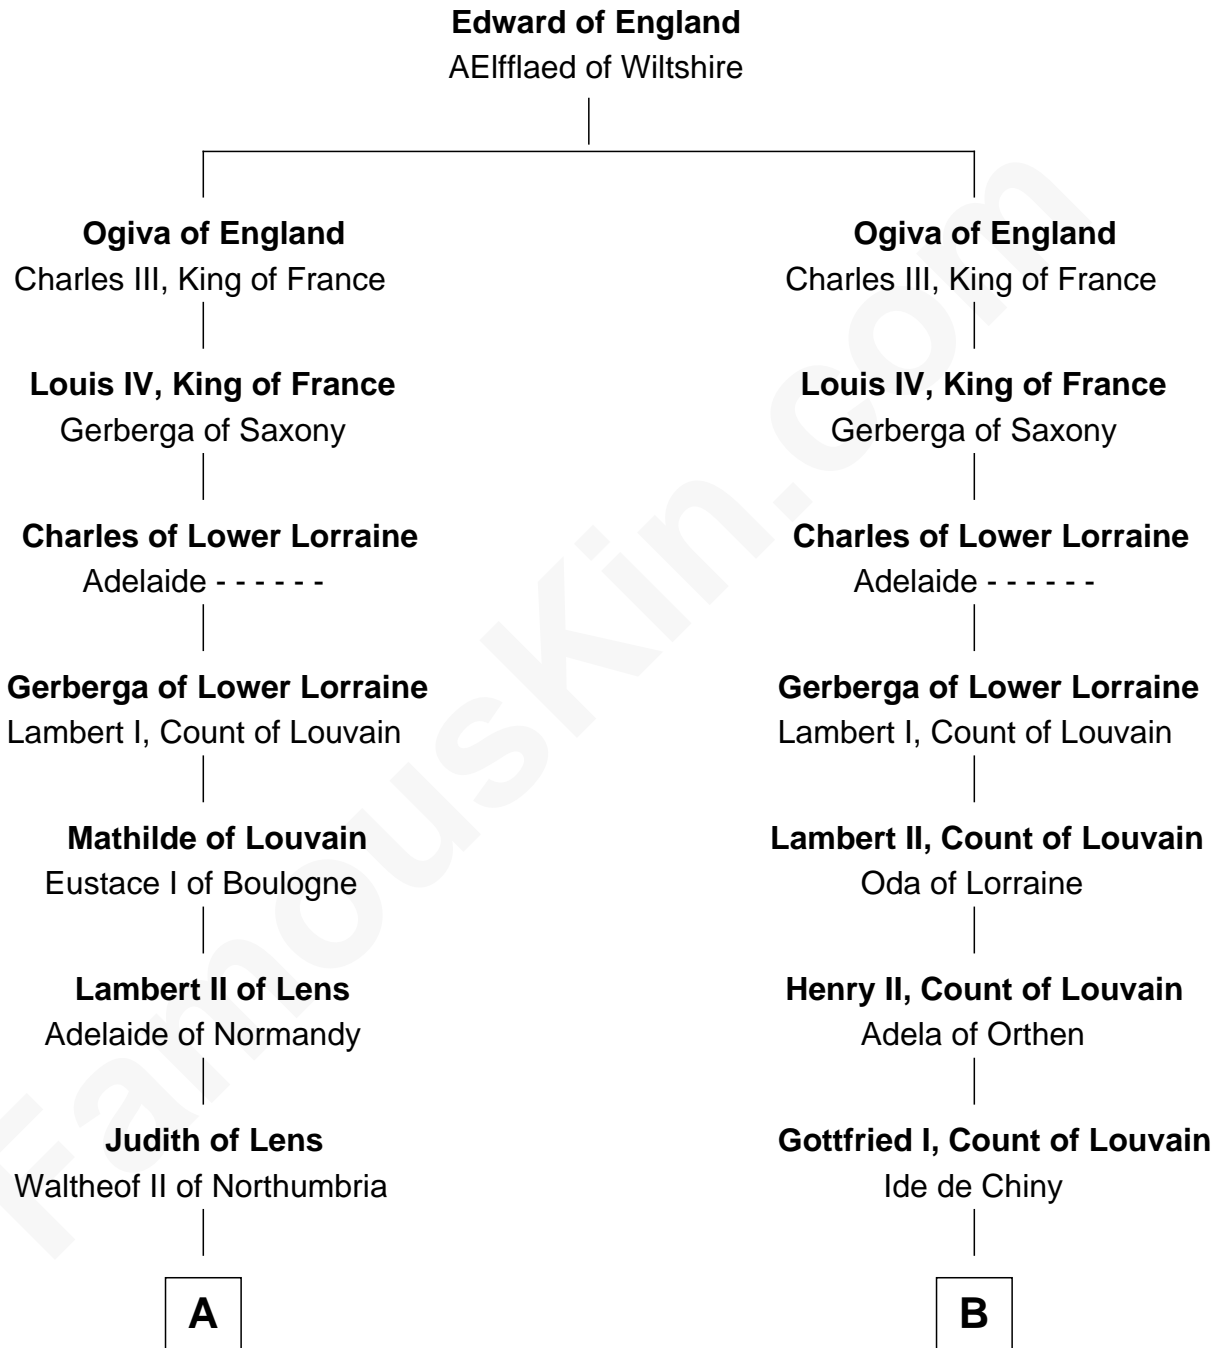 Edward of England
AElfflaed of Wiltshire
Ogiva of England
Charles III, King of France
Louis IV, King of France
Gerberga of Saxony
Charles of Lower Lorraine
Adelaide - - - - - -
Gerberga of Lower Lorraine
Lambert I, Count of Louvain
Mathilde of Louvain
Eustace I of Boulogne
Lambert II of Lens
Adelaide of Normandy
Judith of Lens
Waltheof II of Northumbria
A
Ogiva of England
Charles III, King of France
Louis IV, King of France
Gerberga of Saxony
Charles of Lower Lorraine
Adelaide - - - - - -
Gerberga of Lower Lorraine
Lambert I, Count of Louvain
Lambert II, Count of Louvain
Oda of Lorraine
Henry II, Count of Louvain
Adela of Orthen
Gottfried I, Count of Louvain
Ide de Chiny
B
FamousKin.com